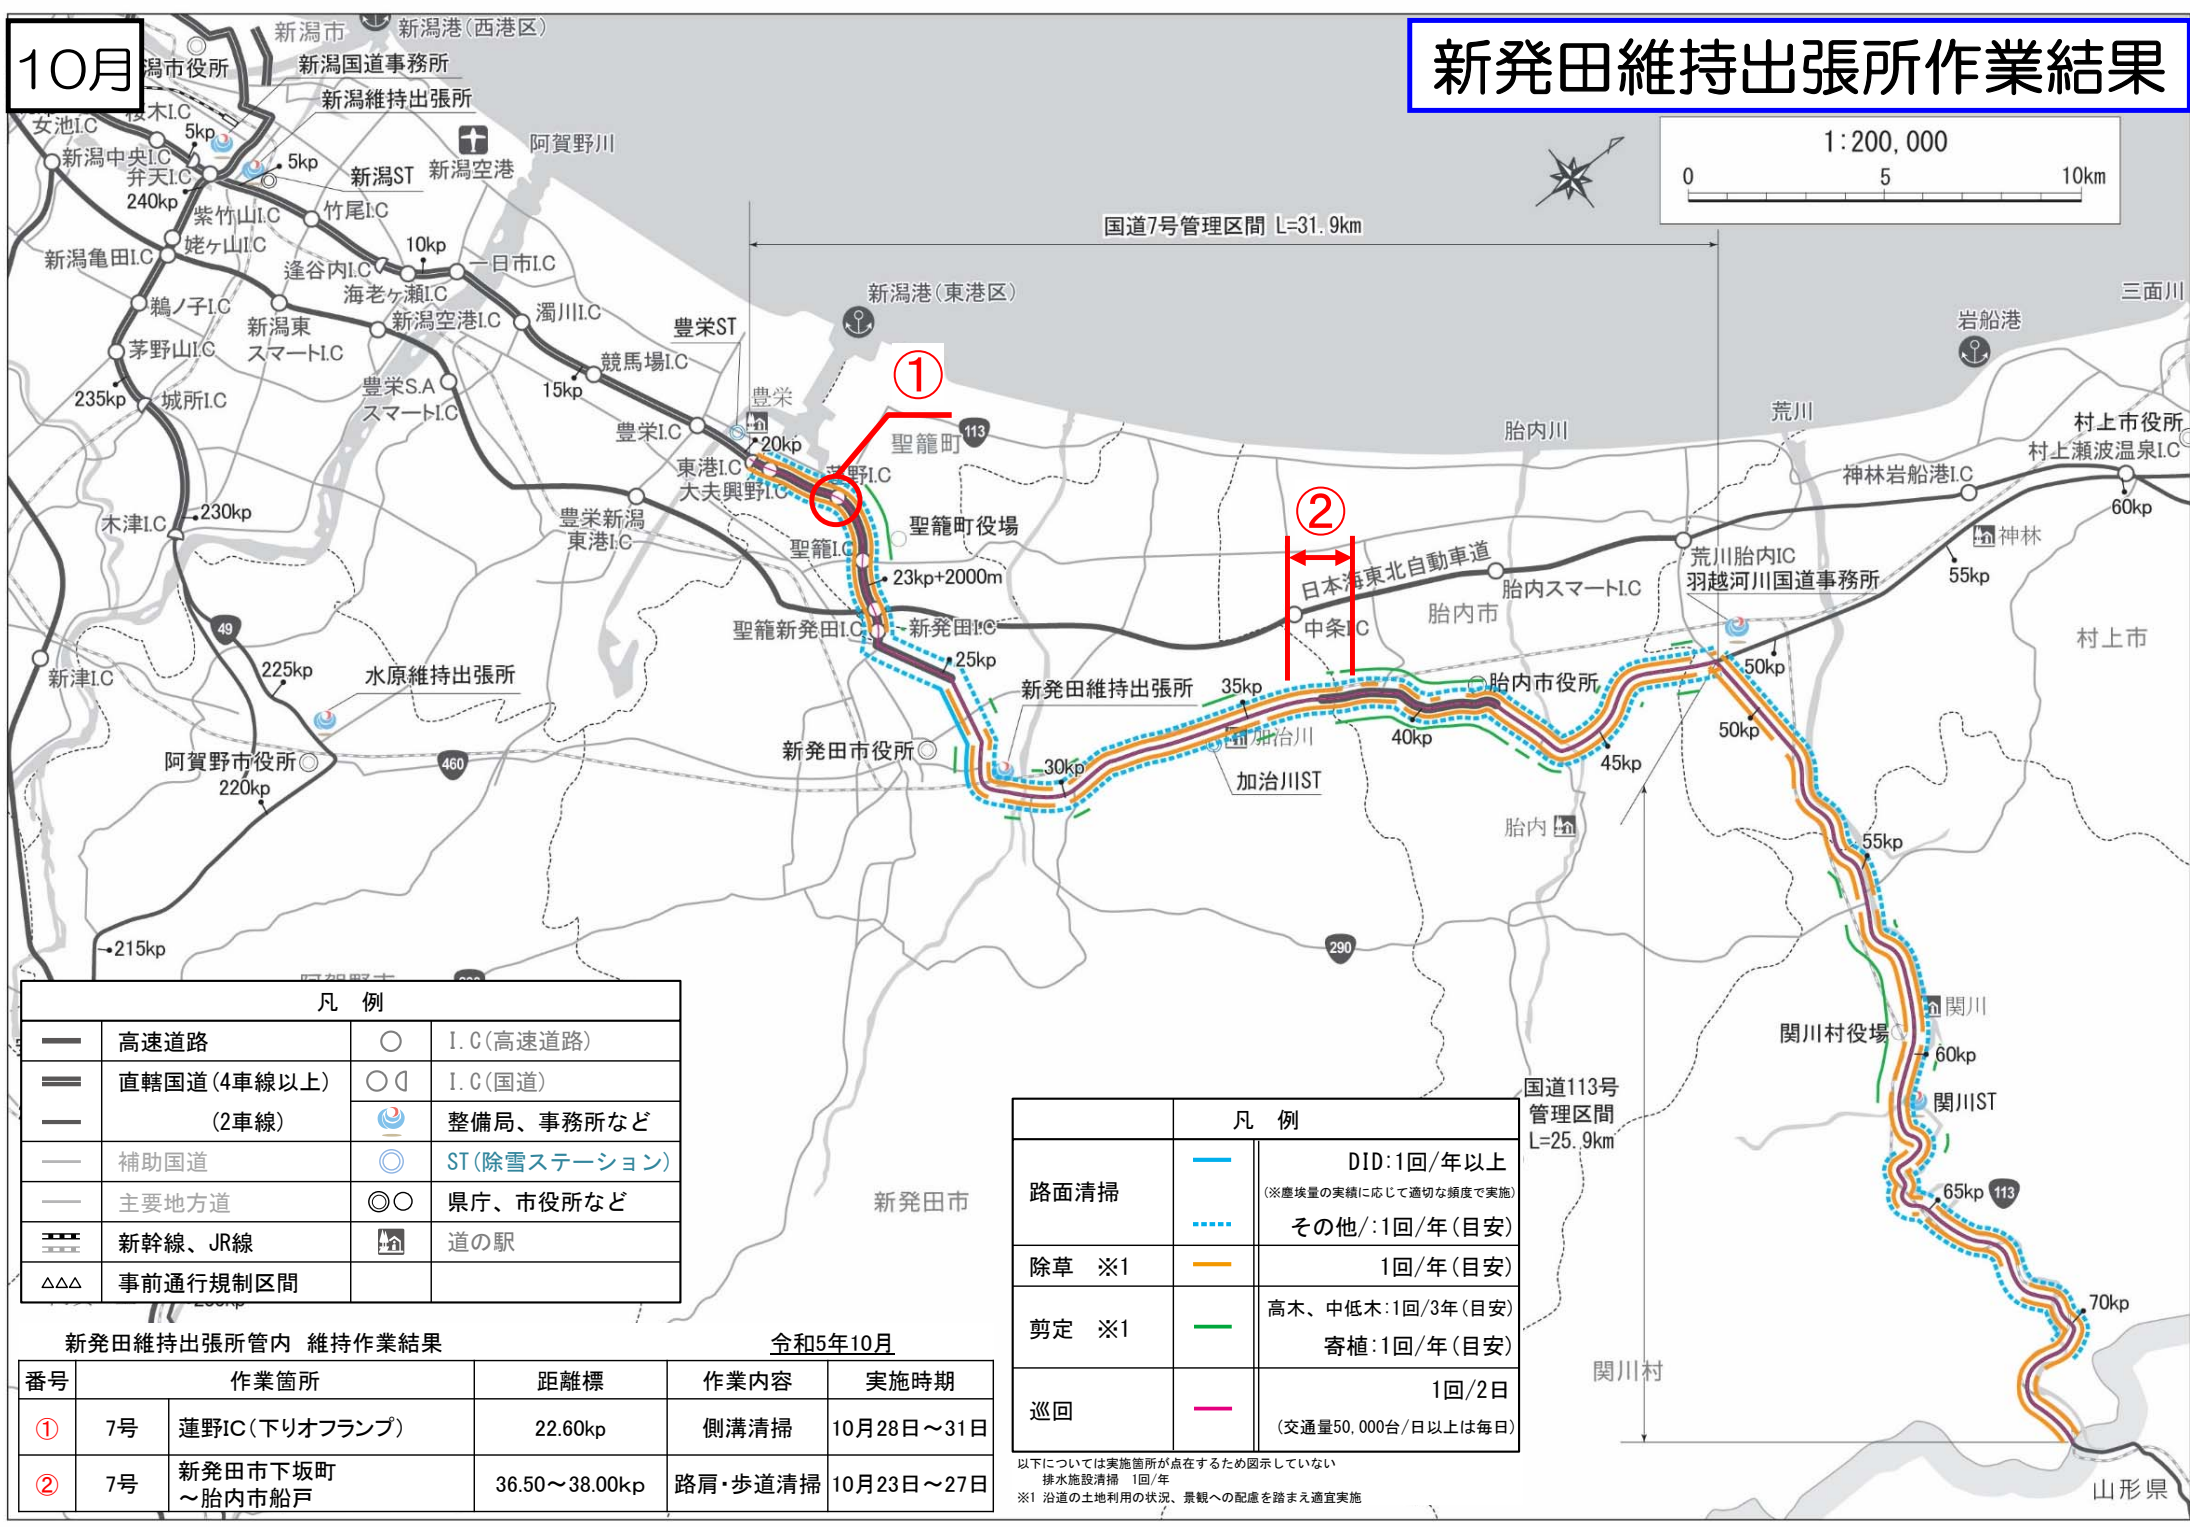 10月
新発田維持出張所作業結果
新潟市
新潟港(西港区)
潟市役所
新潟国道事務所
新潟維持出張所
桜木I.C
女池I.C
5kp
新潟中央I.C
弁天I.C
5kp
新潟ST
新潟空港
阿賀野川
240kp
紫竹山I.C
竹尾I.C
姥ヶ山I.C
新潟亀田I.C
10kp
逢谷内I.C
一日市I.C
海老ヶ瀬I.C
鵜ノ子I.C
新潟東
スマートI.C
新潟空港I.C
濁川I.C
茅野山I.C
豊栄ST
競馬場I.C
豊栄S.A
スマートI.C
15kp
235kp
城所I.C
豊栄
豊栄I.C
20kp
東港I.C
大夫興野I.C
蓮野I.C
新潟港(東港区)
国道7号管理区間 L=31.9km
1:200,000
0 5 10km
三面川
岩船港
①
113
聖籠町
胎内川
荒川
村上市役所
村上瀬波温泉I.C
神林岩船港I.C
60kp
木津I.C
230kp
豊栄新潟
東港I.C
聖籠I.C
聖籠町役場
23kp+2000m
②
日本海東北自動車道
中条I.C
胎内スマートI.C
胎内市
荒川胎内IC
羽越河川国道事務所
神林
55kp
49
聖籠新発田I.C
新発田I.C
25kp
村上市
新津I.C
225kp
水原維持出張所
新発田維持出張所
35kp
胎内市役所
50kp
阿賀野市役所
220kp
460
新発田市役所
30kp
加治川
加治川ST
40kp
45kp
50kp
胎内
55kp
215kp
290
阿賀野市
関川
関川村役場
60kp
関川ST
国道113号
管理区間
L=25.9km
65kp
113
新発田市
70kp
関川村
山形県
凡 例
高速道路 I.C(高速道路)
直轄国道(4車線以上) I.C(国道)
(2車線) 整備局、事務所など
補助国道 ST(除雪ステーション)
主要地方道 県庁、市役所など
新幹線、JR線 道の駅
事前通行規制区間
凡 例
路面清掃 DID:1回/年以上
(※塵埃量の実績に応じて適切な頻度で実施)
その他/:1回/年(目安)
除草 ※1 1回/年(目安)
剪定 ※1 高木、中低木:1回/3年(目安)
寄植:1回/年(目安)
巡回 1回/2日
(交通量50,000台/日以上は毎日)
以下については実施箇所が点在するため図示していない
排水施設清掃 1回/年
※1 沿道の土地利用の状況、景観への配慮を踏まえ適宜実施
新発田維持出張所管内 維持作業結果 令和5年10月
番号 作業箇所 距離標 作業内容 実施時期
① 7号 蓮野IC(下りオフランプ) 22.60kp 側溝清掃 10月28日～31日
② 7号 新発田市下坂町
～胎内市船戸 36.50～38.00kp 路肩・歩道清掃 10月23日～27日